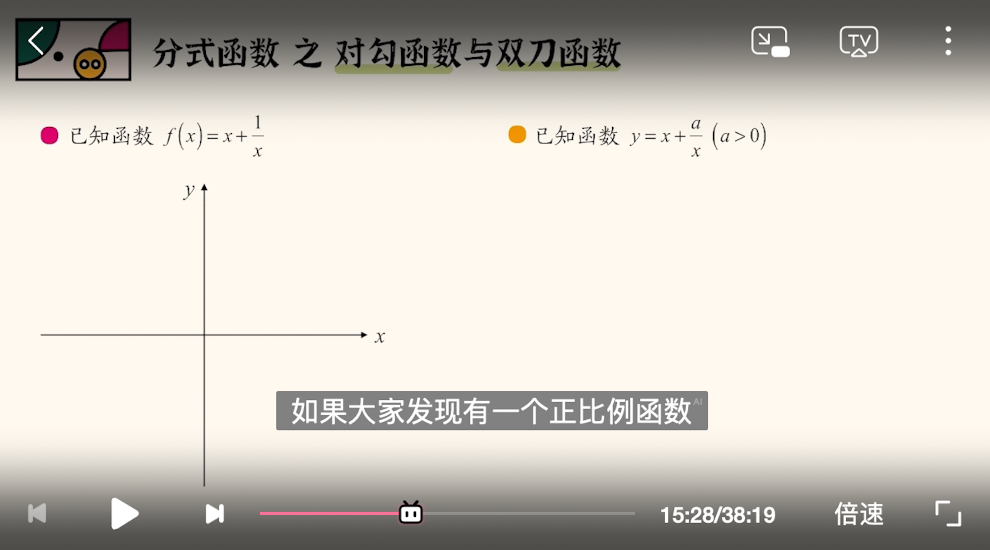 分式函数 之 对勾函数与双刀函数
TV
已知函数 f(x)=x+1/x
已知函数 y=x+a/x (a>0)
y
x
如果大家发现有一个正比例函数 AI
15:28/38:19
倍速